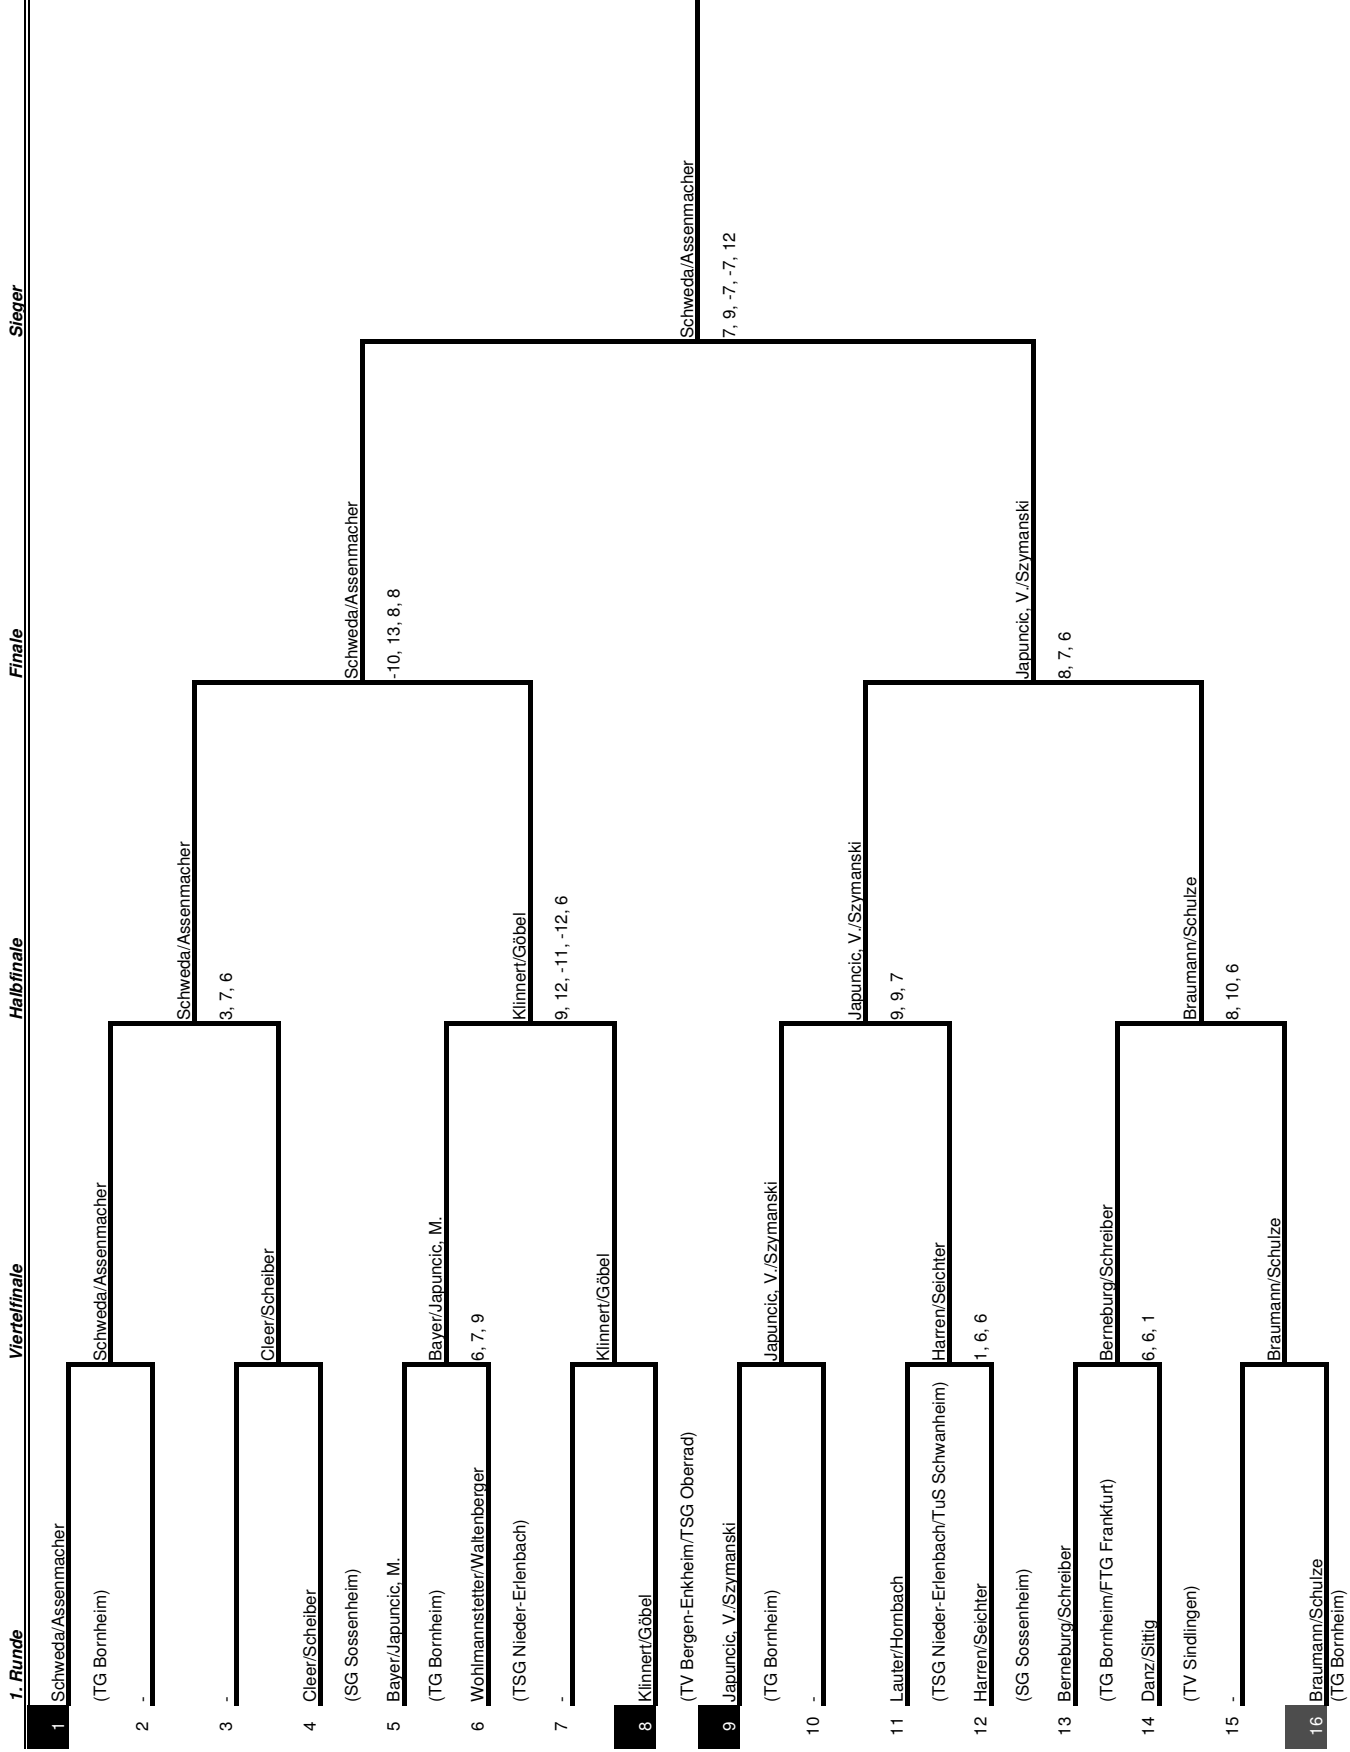 1. Runde Viertelfinale Halbfinale Finale Sieger
1 Schweda/Assenmacher
(TG Bornheim)
Schweda/Assenmacher
2 -
Schweda/Assenmacher
3, 7, 6
3 -
Cleer/Scheiber
4 Cleer/Scheiber
(SG Sossenheim)
Schweda/Assenmacher
-10, 13, 8, 8
5 Bayer/Japuncic, M.
(TG Bornheim)
Bayer/Japuncic, M.
6, 7, 9
6 Wohlmannstetter/Waltenberger
(TSG Nieder-Erlenbach)
Klinnert/Göbel
9, 12, -11, -12, 6
7 -
Klinnert/Göbel
8 Klinnert/Göbel
(TV Bergen-Enkheim/TSG Oberrad)
Schweda/Assenmacher
7, 9, -7, -7, 12
9 Japuncic, V./Szymanski
(TG Bornheim)
Japuncic, V./Szymanski
10 -
Japuncic, V./Szymanski
9, 9, 7
11 Lauter/Hornbach
(TSG Nieder-Erlenbach/TuS Schwanheim)
Harren/Seichter
1, 6, 6
12 Harren/Seichter
(SG Sossenheim)
Japuncic, V./Szymanski
8, 7, 6
13 Berneburg/Schreiber
(TG Bornheim/FTG Frankfurt)
Berneburg/Schreiber
6, 6, 1
14 Danz/Sittig
(TV Sindlingen)
Braumann/Schulze
8, 10, 6
15 -
Braumann/Schulze
16 Braumann/Schulze
(TG Bornheim)